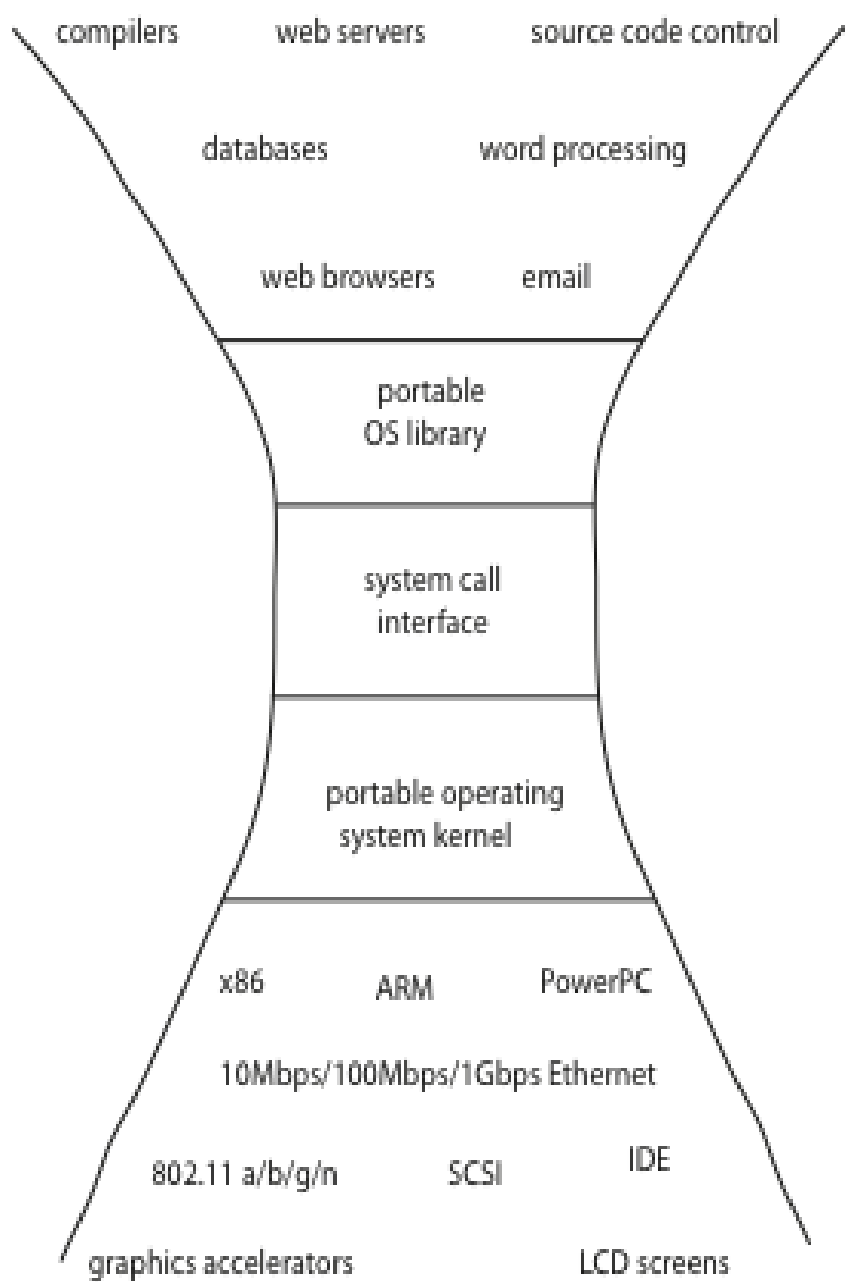 compilers web servers source code control
databases word processing
web browsers email
portable
OS library
system call
interface
portable operating
system kernel
x86 ARM PowerPC
10Mbps/100Mbps/1Gbps Ethernet
802.11 a/b/g/n SCSI IDE
graphics accelerators LCD screens